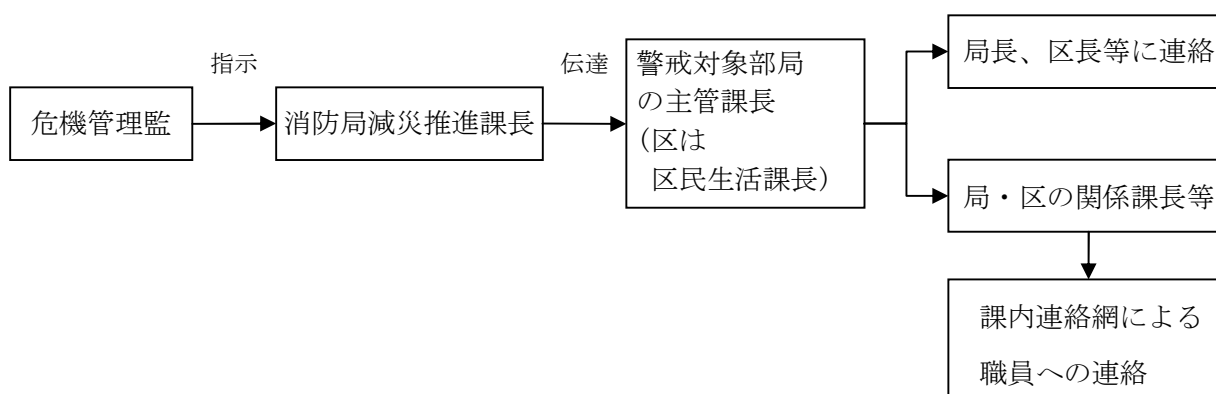 指示
危機管理監
消防局減災推進課長
伝達
警戒対象部局
の主管課長
(区は
区民生活課長)
局長、区長等に連絡
局・区の関係課長等
課内連絡網による
職員への連絡